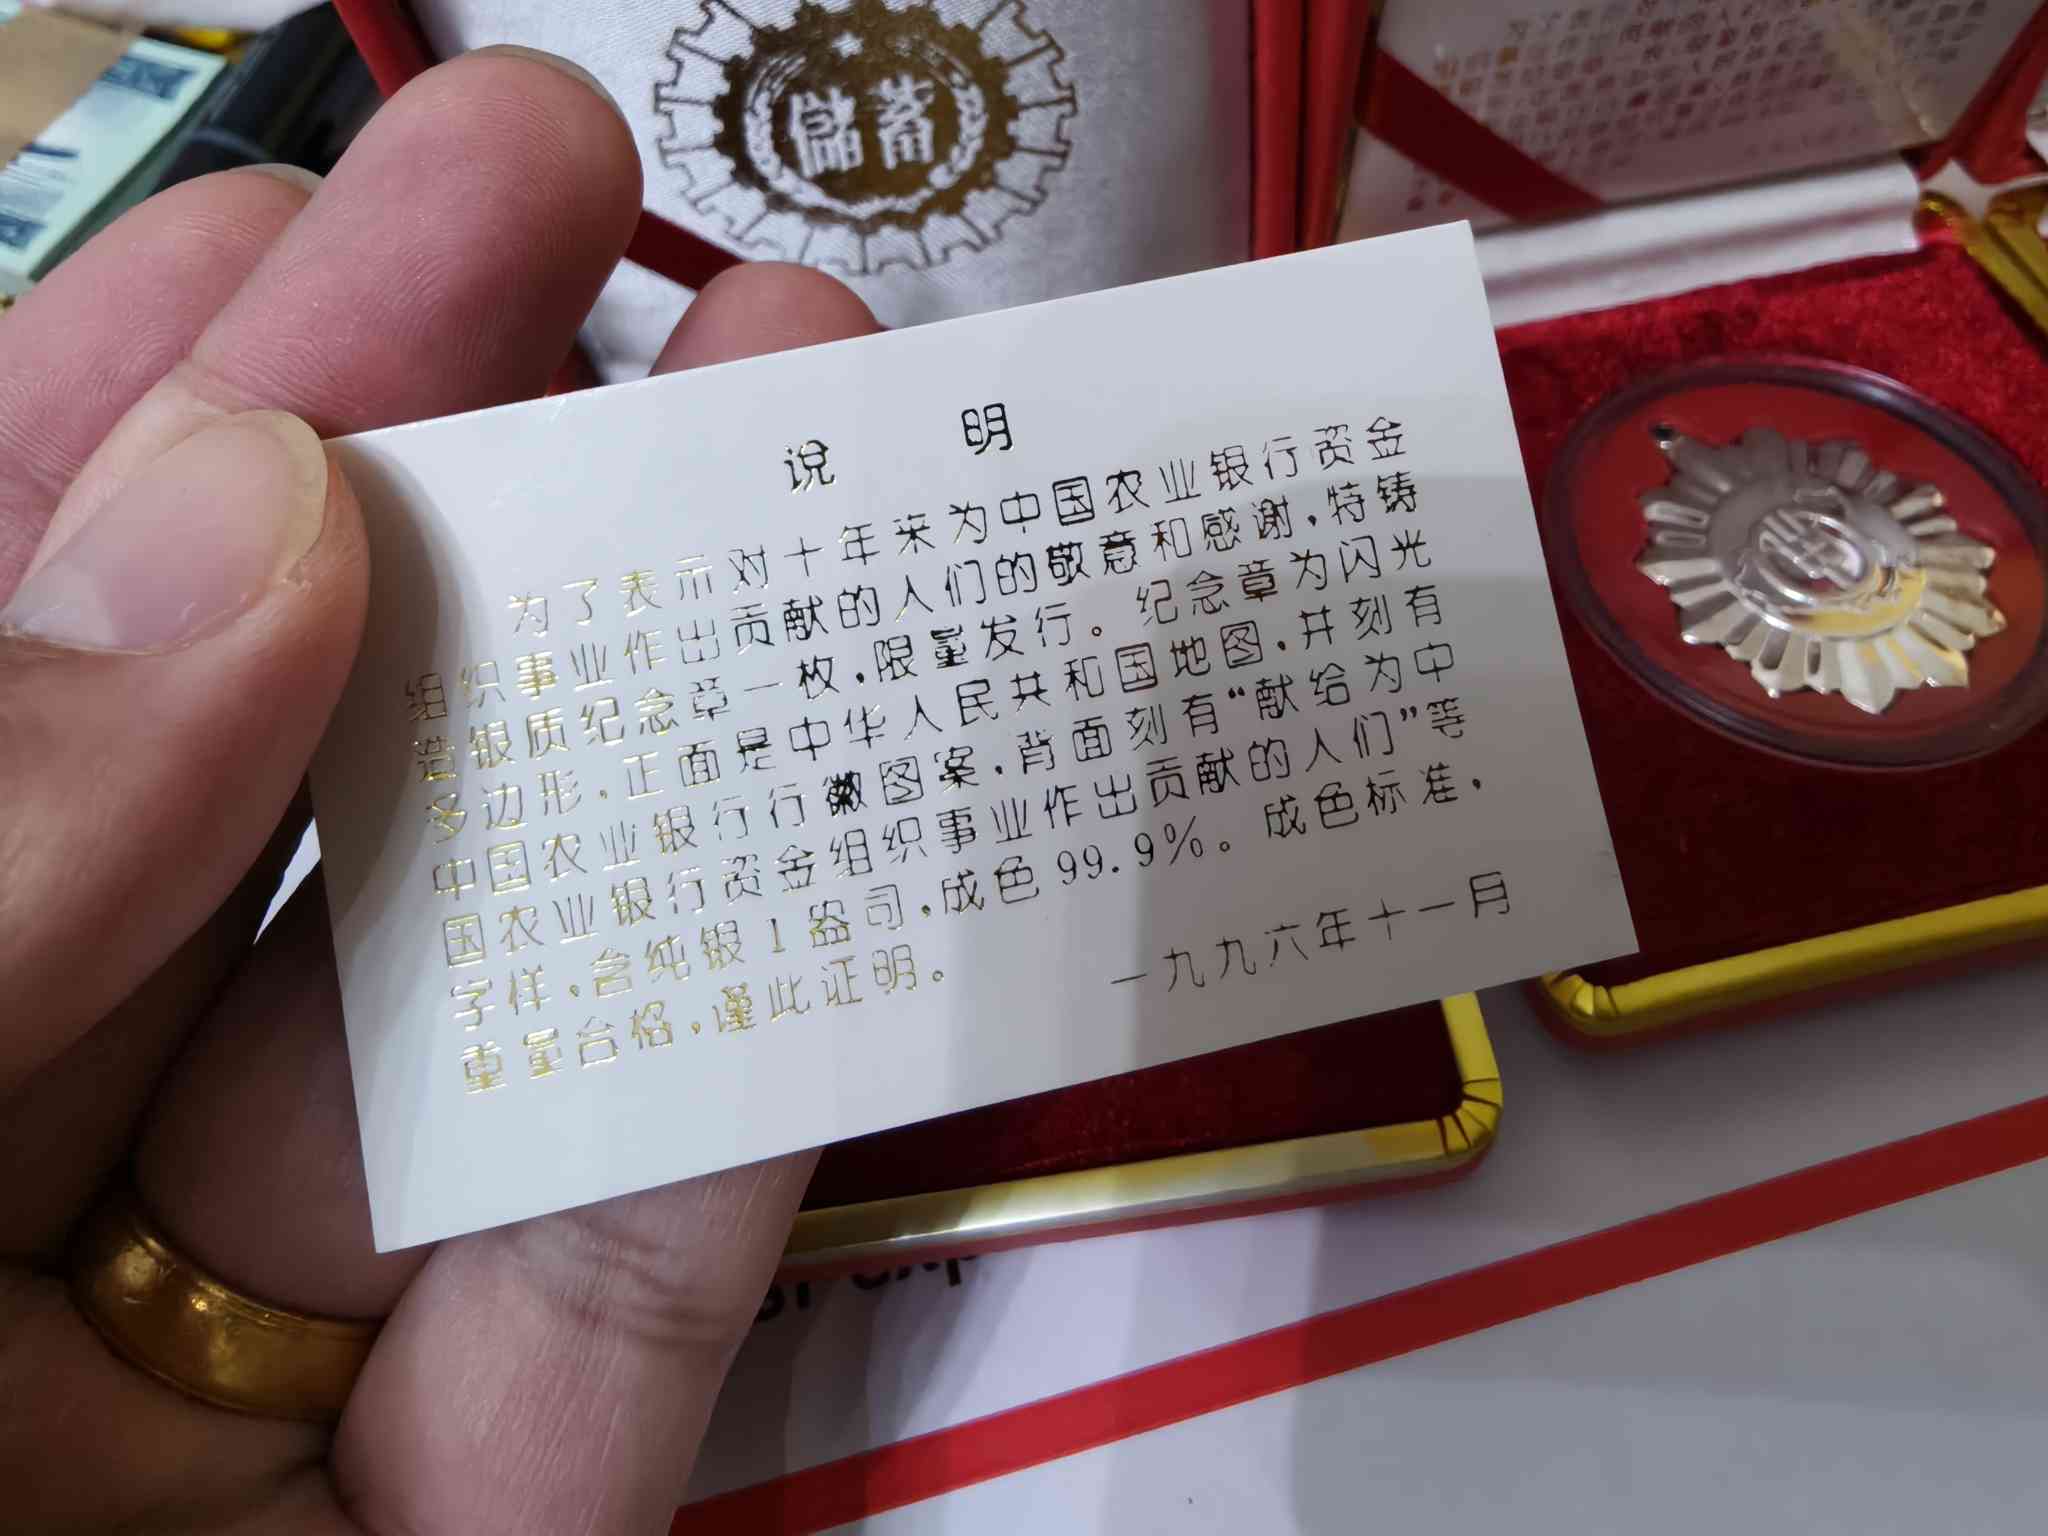 儲蓄
说 明
为了表示对十年来为中国农业银行资金
组织事业作出贡献的人们的敬意和感谢,特铸
造银质纪念章一枚,限量发行。纪念章为闪光
多边形,正面是中华人民共和国地图,并刻有
中国农业银行行徽图案,背面刻有“献给为中
国农业银行资金组织事业作出贡献的人们”等
字样,含纯银1盎司,成色99.9%。成色标准,
重量合格,谨此证明。
一九九六年十一月